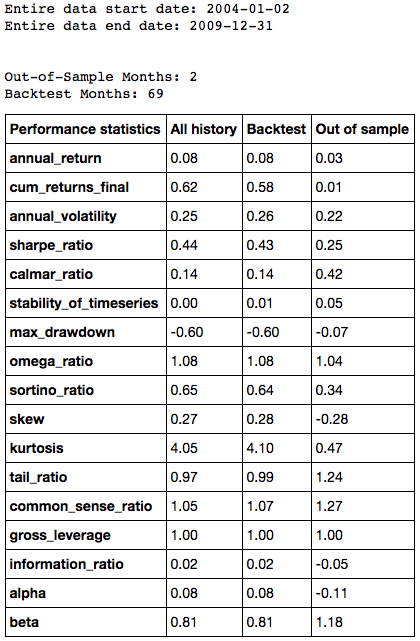 Entire data start date: 2004-01-02
Entire data end date: 2009-12-31
Out-of-Sample Months: 2
Backtest Months: 69
Performance statistics All history Backtest Out of sample
annual_return 0.08 0.08 0.03
cum_returns_final 0.62 0.58 0.01
annual_volatility 0.25 0.26 0.22
sharpe_ratio 0.44 0.43 0.25
calmar_ratio 0.14 0.14 0.42
stability_of_timeseries 0.00 0.01 0.05
max_drawdown -0.60 -0.60 -0.07
omega_ratio 1.08 1.08 1.04
sortino_ratio 0.65 0.64 0.34
skew 0.27 0.28 -0.28
kurtosis 4.05 4.10 0.47
tail_ratio 0.97 0.99 1.24
common_sense_ratio 1.05 1.07 1.27
gross_leverage 1.00 1.00 1.00
information_ratio 0.02 0.02 -0.05
alpha 0.08 0.08 -0.11
beta 0.81 0.81 1.18